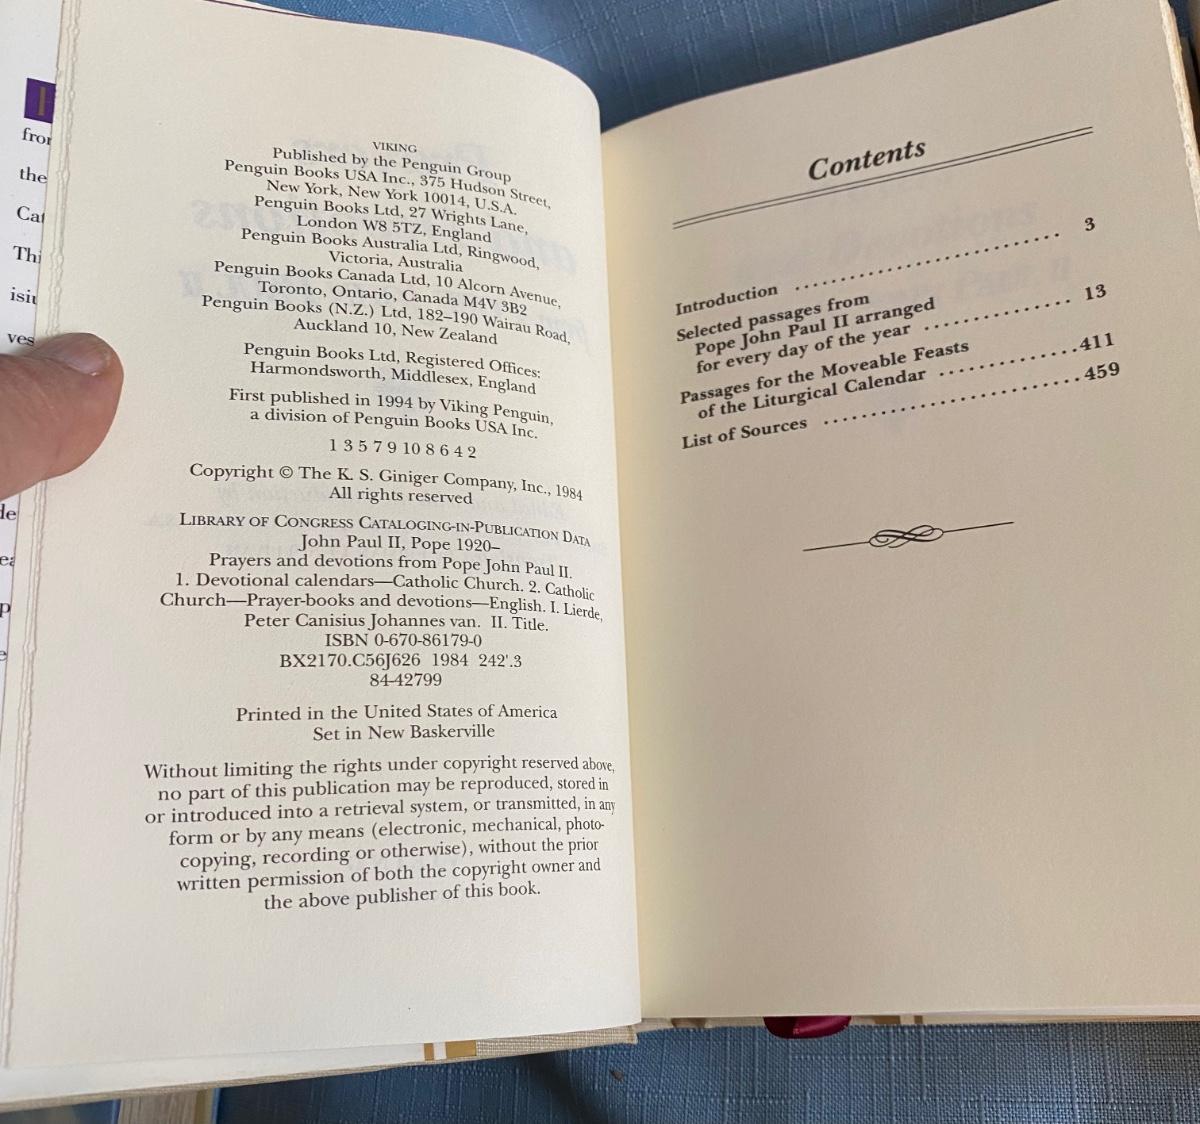 from
the
VIKING
Published by the Penguin Group
Penguin Books USA Inc., 375 Hudson Street,
New York, New York 10014, U.S.A.
Penguin Books Ltd, 27 Wrights Lane,
London W8 5TZ, England
Penguin Books Australia Ltd, Ringwood,
Victoria, Australia
Penguin Books Canada Ltd, 10 Alcorn Avenue,
Toronto, Ontario, Canada M4V 3B2
Penguin Books (N.Z.) Ltd, 182–190 Wairau Road,
Auckland 10, New Zealand
Penguin Books Ltd, Registered Offices:
Harmondsworth, Middlesex, England
First published in 1994 by Viking Penguin,
a division of Penguin Books USA Inc.
1 3 5 7 9 10 8 6 4 2
Copyright © The K. S. Giniger Company, Inc., 1984
All rights reserved
LIBRARY OF CONGRESS CATALOGING-IN-PUBLICATION DATA
John Paul II, Pope 1920–
Prayers and devotions from Pope John Paul II.
1. Devotional calendars—Catholic Church. 2. Catholic
Church—Prayer-books and devotions—English. I. Lierde,
Peter Canisius Johannes van. II. Title.
ISBN 0-670-86179-0
BX2170.C56J626 1984 242'.3
84-42799
Printed in the United States of America
Set in New Baskerville
Without limiting the rights under copyright reserved above,
no part of this publication may be reproduced, stored in
or introduced into a retrieval system, or transmitted, in any
form or by any means (electronic, mechanical, photo-
copying, recording or otherwise), without the prior
written permission of both the copyright owner and
the above publisher of this book.
Contents
Introduction .......................... 3
Selected passages from
Pope John Paul II arranged
for every day of the year .............. 13
Passages for the Moveable Feasts
of the Liturgical Calendar ............. 411
List of Sources ........................ 459